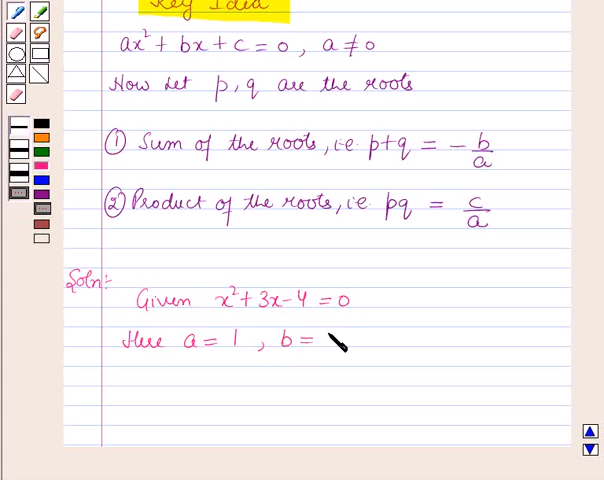 Key Idea
ax² + bx + c = 0, a ≠ 0
Now Let p, q are the roots
① Sum of the roots, i.e. p+q = - b/a
② Product of the roots, i.e. pq = c/a
Soln:-
Given x² + 3x - 4 = 0
Here a = 1, b =